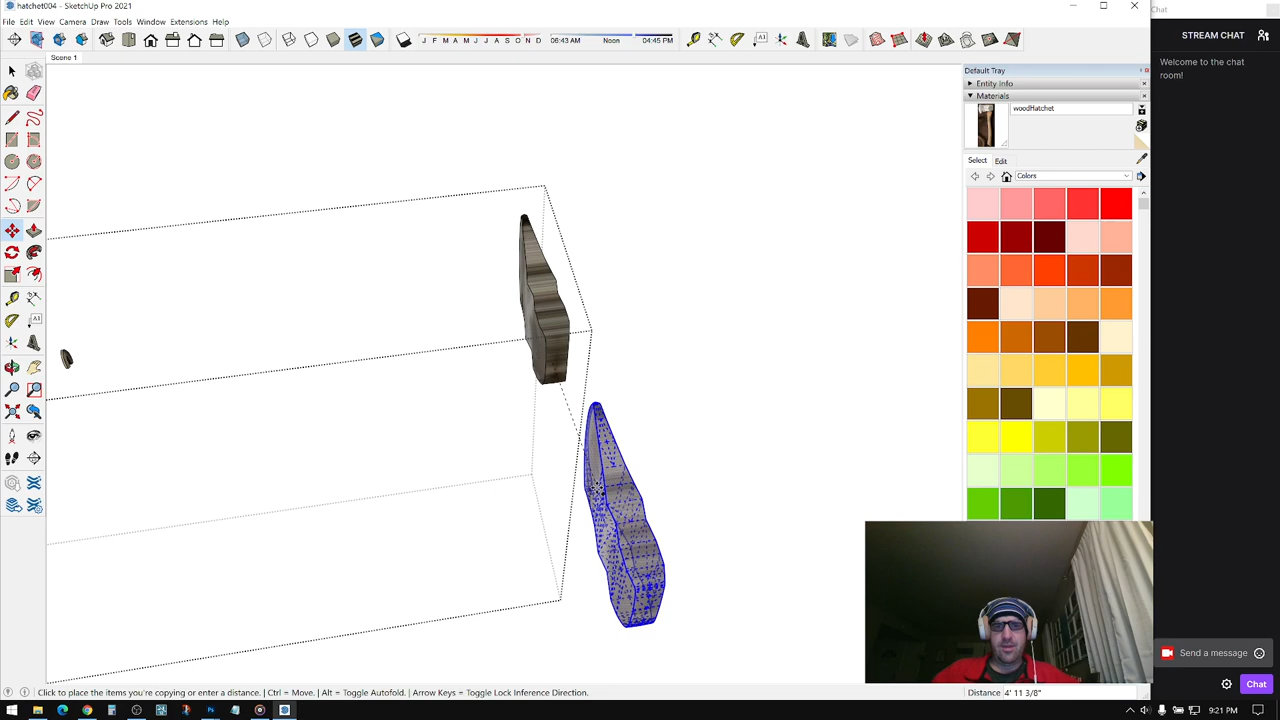 hatchet004 - SketchUp Pro 2021
Chat
File Edit View Camera Draw Tools Window Extensions Help
STREAM CHAT
J F M A M J J A S O N D 06:43 AM Noon 04:45 PM
Scene 1
Welcome to the chat
room!
Default Tray
Entity Info
Materials
woodHatchet
Select Edit
Colors
Send a message
Chat
Click to place the items you're copying or enter a distance. | Ctrl = Move. | Alt = Toggle Autofold. | Arrow Keys = Toggle Lock Inference Direction.
Distance 4' 11 3/8"
9:21 PM